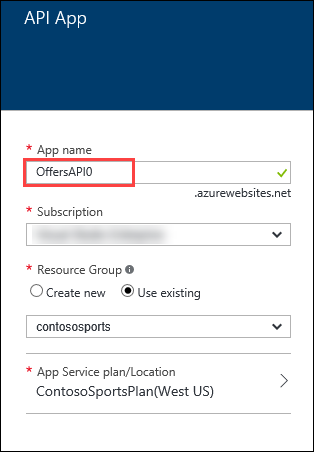 API App
* App name
OffersAPI0
.azurewebsites.net
* Subscription
* Resource Group
Create new Use existing
contososports
* App Service plan/Location
ContosoSportsPlan(West US)